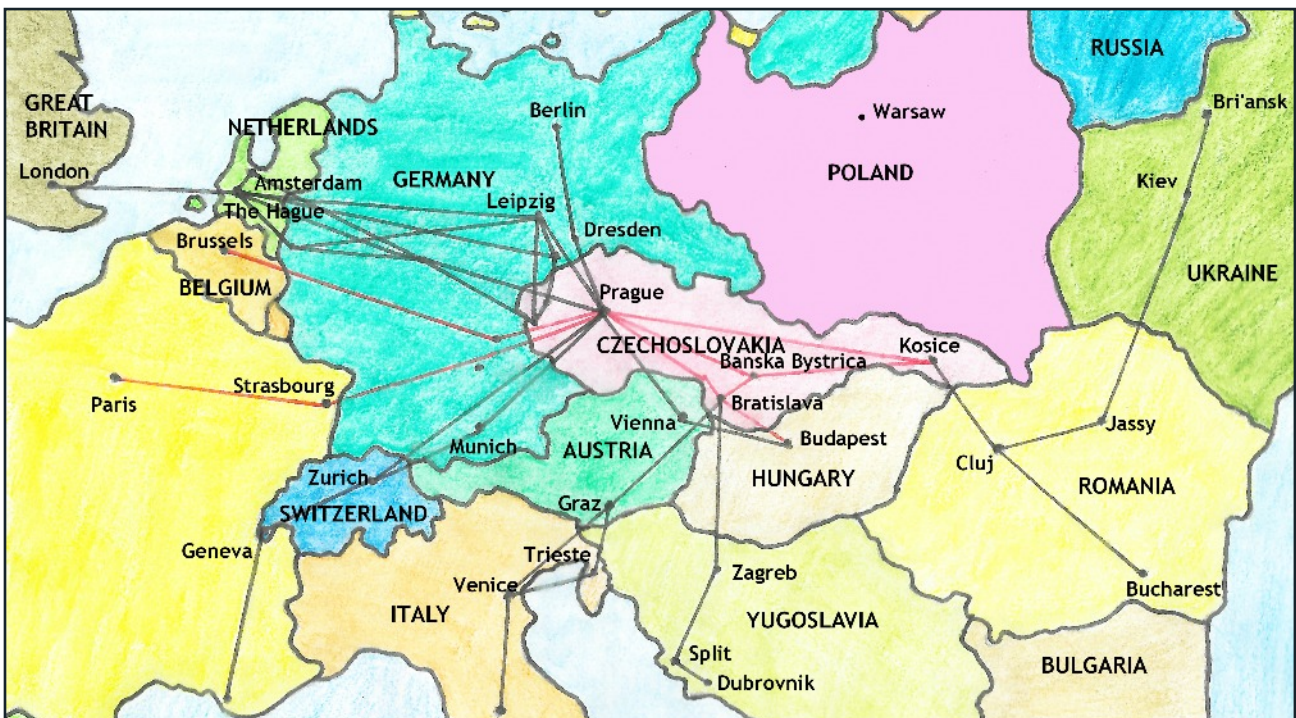 RUSSIA
Bri'ansk
GREAT
BRITAIN
Berlin
Warsaw
NETHERLANDS
London
Amsterdam
GERMANY
POLAND
Kiev
The Hague
Leipzig
Brussels
Dresden
BELGIUM
UKRAINE
Prague
CZECHOSLOVAKIA
Kosice
Banska Bystrica
Strasbourg
Paris
Bratislava
Vienna
Jassy
Munich
AUSTRIA
Budapest
Cluj
Zurich
HUNGARY
ROMANIA
Graz
SWITZERLAND
Geneva
Trieste
Zagreb
Venice
Bucharest
ITALY
YUGOSLAVIA
Split
BULGARIA
Dubrovnik